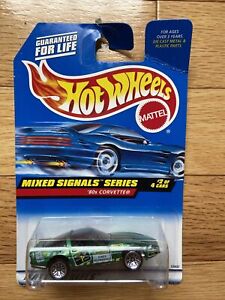 GUARANTEED
FOR LIFE
FOR AGES
OVER 3 YEARS.
DIE CAST METAL &
PLASTIC PARTS.
Hot Wheels
MATTEL
MIXED SIGNALS SERIES
'80s CORVETTE®
#3 OF
4 CARS